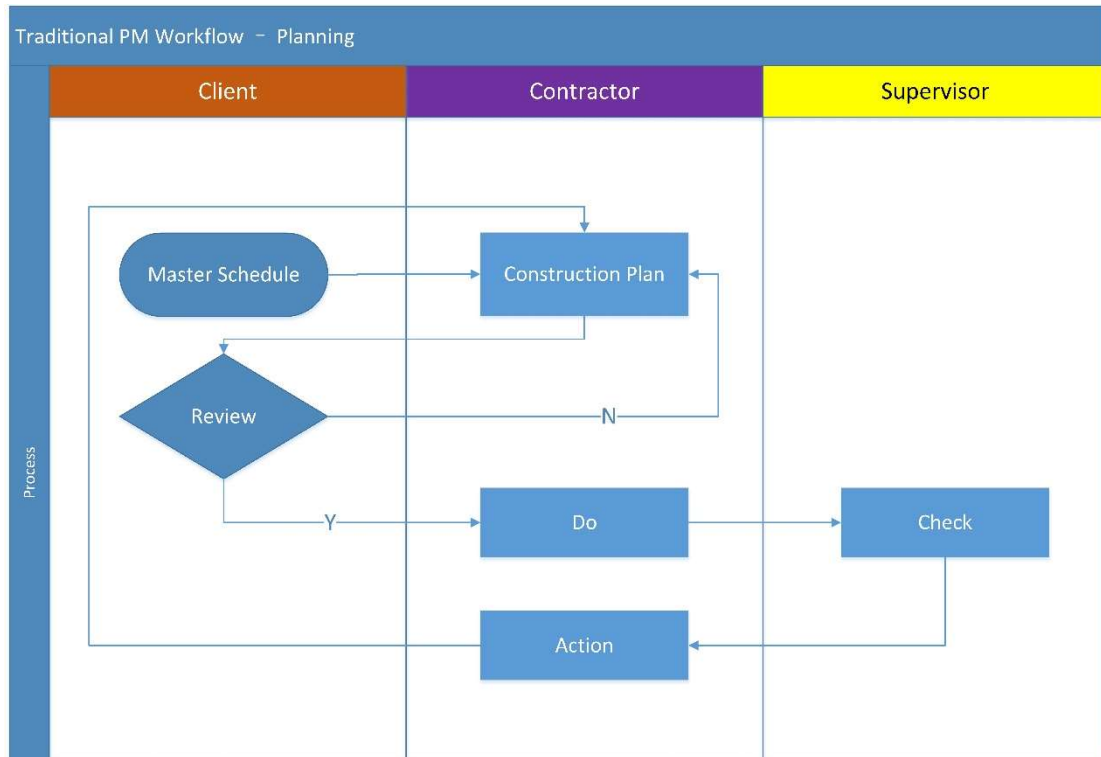 Traditional PM Workflow – Planning
Client
Contractor
Supervisor
Process
Master Schedule
Construction Plan
Review
N
Y
Do
Check
Action